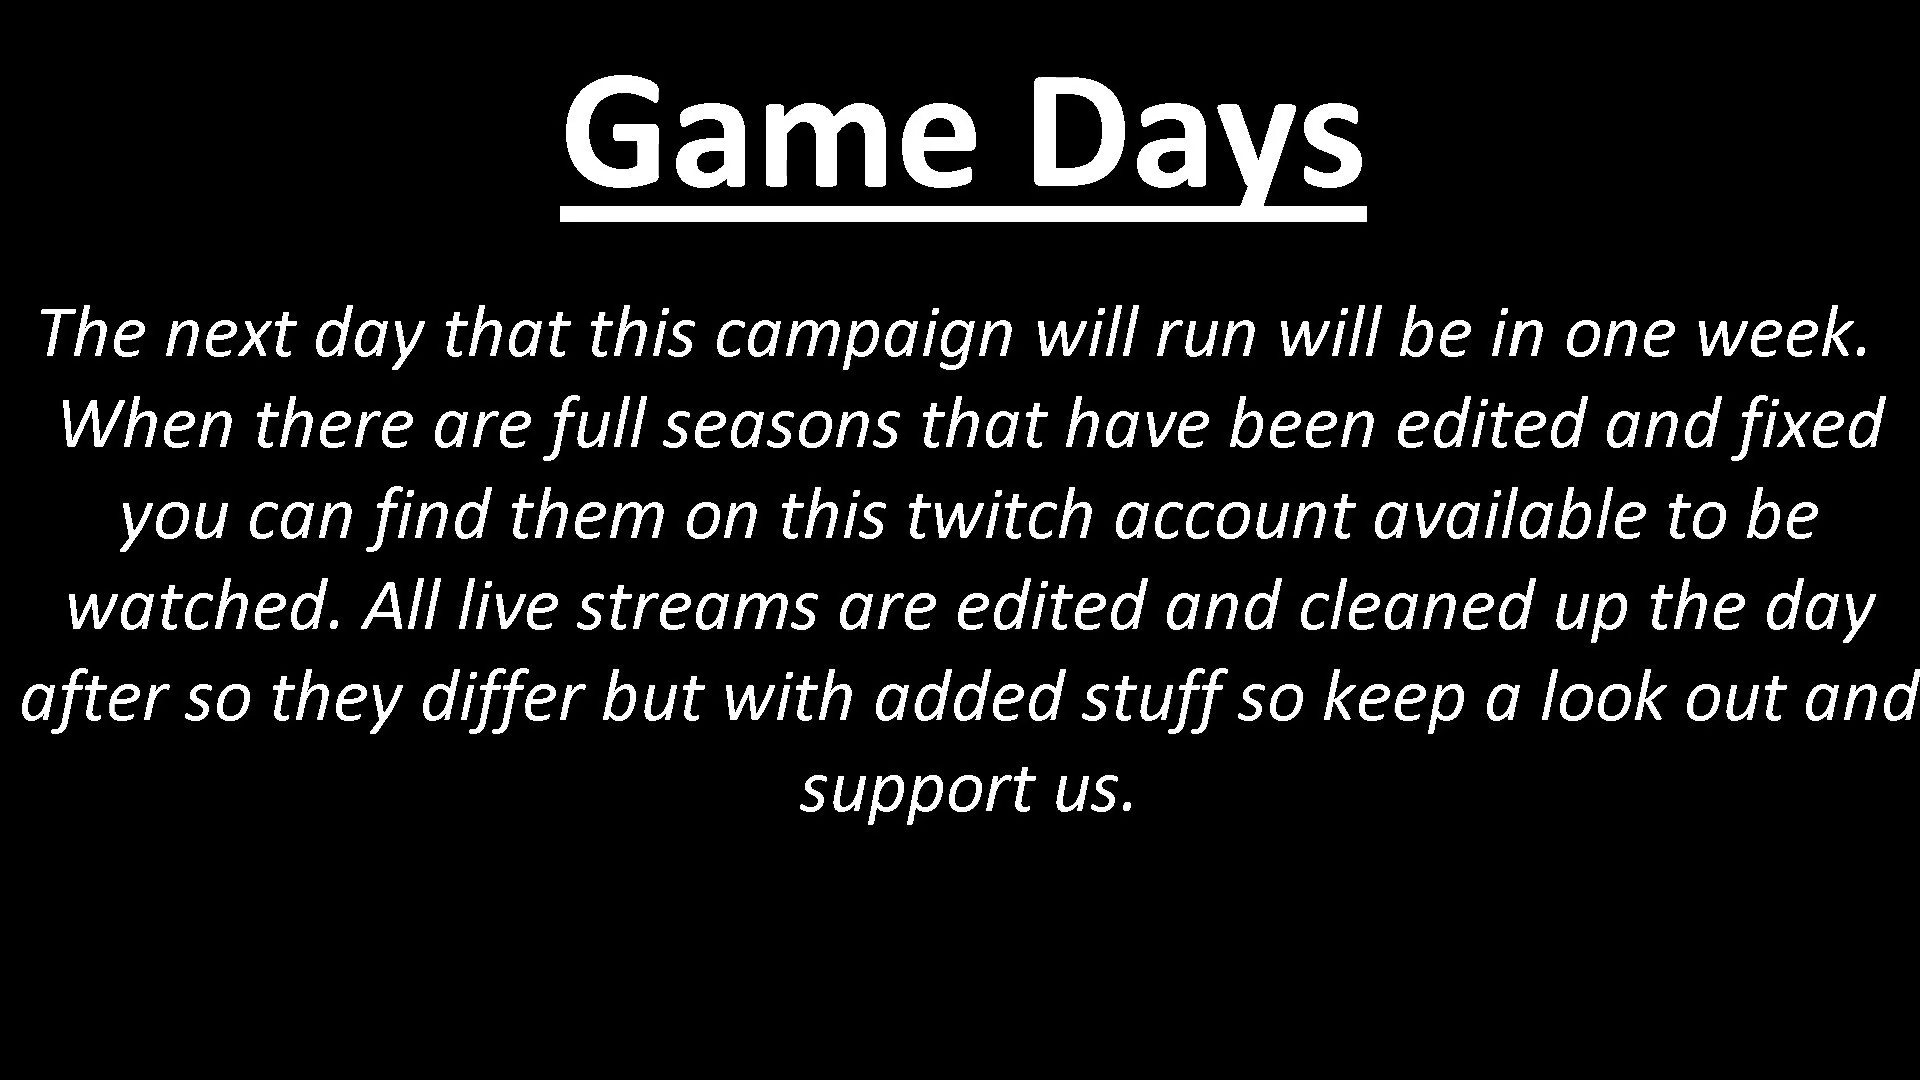 Game Days
The next day that this campaign will run will be in one week.
When there are full seasons that have been edited and fixed
you can find them on this twitch account available to be
watched. All live streams are edited and cleaned up the day
after so they differ but with added stuff so keep a look out and
support us.